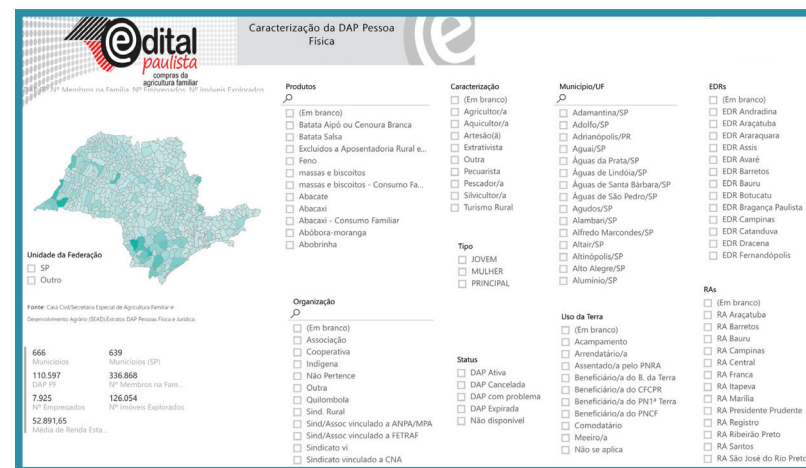 edital
paulista
compras da
agricultura familiar
Caracterização da DAP Pessoa
Física
Nº Membros na Família, Nº Empregados, Nº Imóveis Explorados
Unidade da Federação
SP
Outro
Fonte: Casa Civil/Secretaria Especial de Agricultura Familiar e
Desenvolvimento Agrário (SEAD) Extratos DAP Pessoas Física e Jurídica.
666
Municípios
639
Municípios (SP)
110.597
DAP PF
336.868
Nº Membros na Fam...
7.925
Nº Empregados
126.054
Nº Imóveis Explorados
52.891,65
Média de Renda Esta...
Produtos
(Em branco)
Batata Aipó ou Cenoura Branca
Batata Salsa
Excluídos a Aposentadoria Rural e...
Feno
massas e biscoitos
massas e biscoitos - Consumo Fa...
Abacate
Abacaxi
Abacaxi - Consumo Familiar
Abóbora-moranga
Abobrinha
Organização
(Em branco)
Associação
Cooperativa
Indígena
Não Pertence
Outra
Quilombola
Sind. Rural
Sind/Assoc vinculado a ANPA/MPA
Sind/Assoc vinculado a FETRAF
Sindicato vi
Sindicato vinculado a CNA
Caracterização
(Em branco)
Agricultor/a
Aquicultor/a
Artesão(ã)
Extrativista
Outra
Pecuarista
Pescador/a
Silvicultor/a
Turismo Rural
Tipo
JOVEM
MULHER
PRINCIPAL
Status
DAP Ativa
DAP Cancelada
DAP com problema
DAP Expirada
Não disponivel
Município/UF
Adamantina/SP
Adolfo/SP
Adrianópolis/PR
Aguaí/SP
Águas da Prata/SP
Águas de Lindóia/SP
Águas de Santa Bárbara/SP
Águas de São Pedro/SP
Agudos/SP
Alambari/SP
Alfredo Marcondes/SP
Altair/SP
Altinópolis/SP
Alto Alegre/SP
Alumínio/SP
Uso da Terra
(Em branco)
Acampamento
Arrendatário/a
Assentado/a pelo PNRA
Beneficiário/a do B. da Terra
Beneficiário/a do CFCPR
Beneficiário/a do PN1ª Terra
Beneficiário/a do PNCF
Comodatário
Meeiro/a
Não se aplica
EDRs
(Em branco)
EDR Andradina
EDR Araçatuba
EDR Araraquara
EDR Assis
EDR Avaré
EDR Barretos
EDR Bauru
EDR Botucatu
EDR Bragança Paulista
EDR Campinas
EDR Catanduva
EDR Dracena
EDR Fernandópolis
RAs
(Em branco)
RA Araçatuba
RA Barretos
RA Bauru
RA Campinas
RA Central
RA Franca
RA Itapeva
RA Marília
RA Presidente Prudente
RA Registro
RA Ribeirão Preto
RA Santos
RA São José do Rio Preto